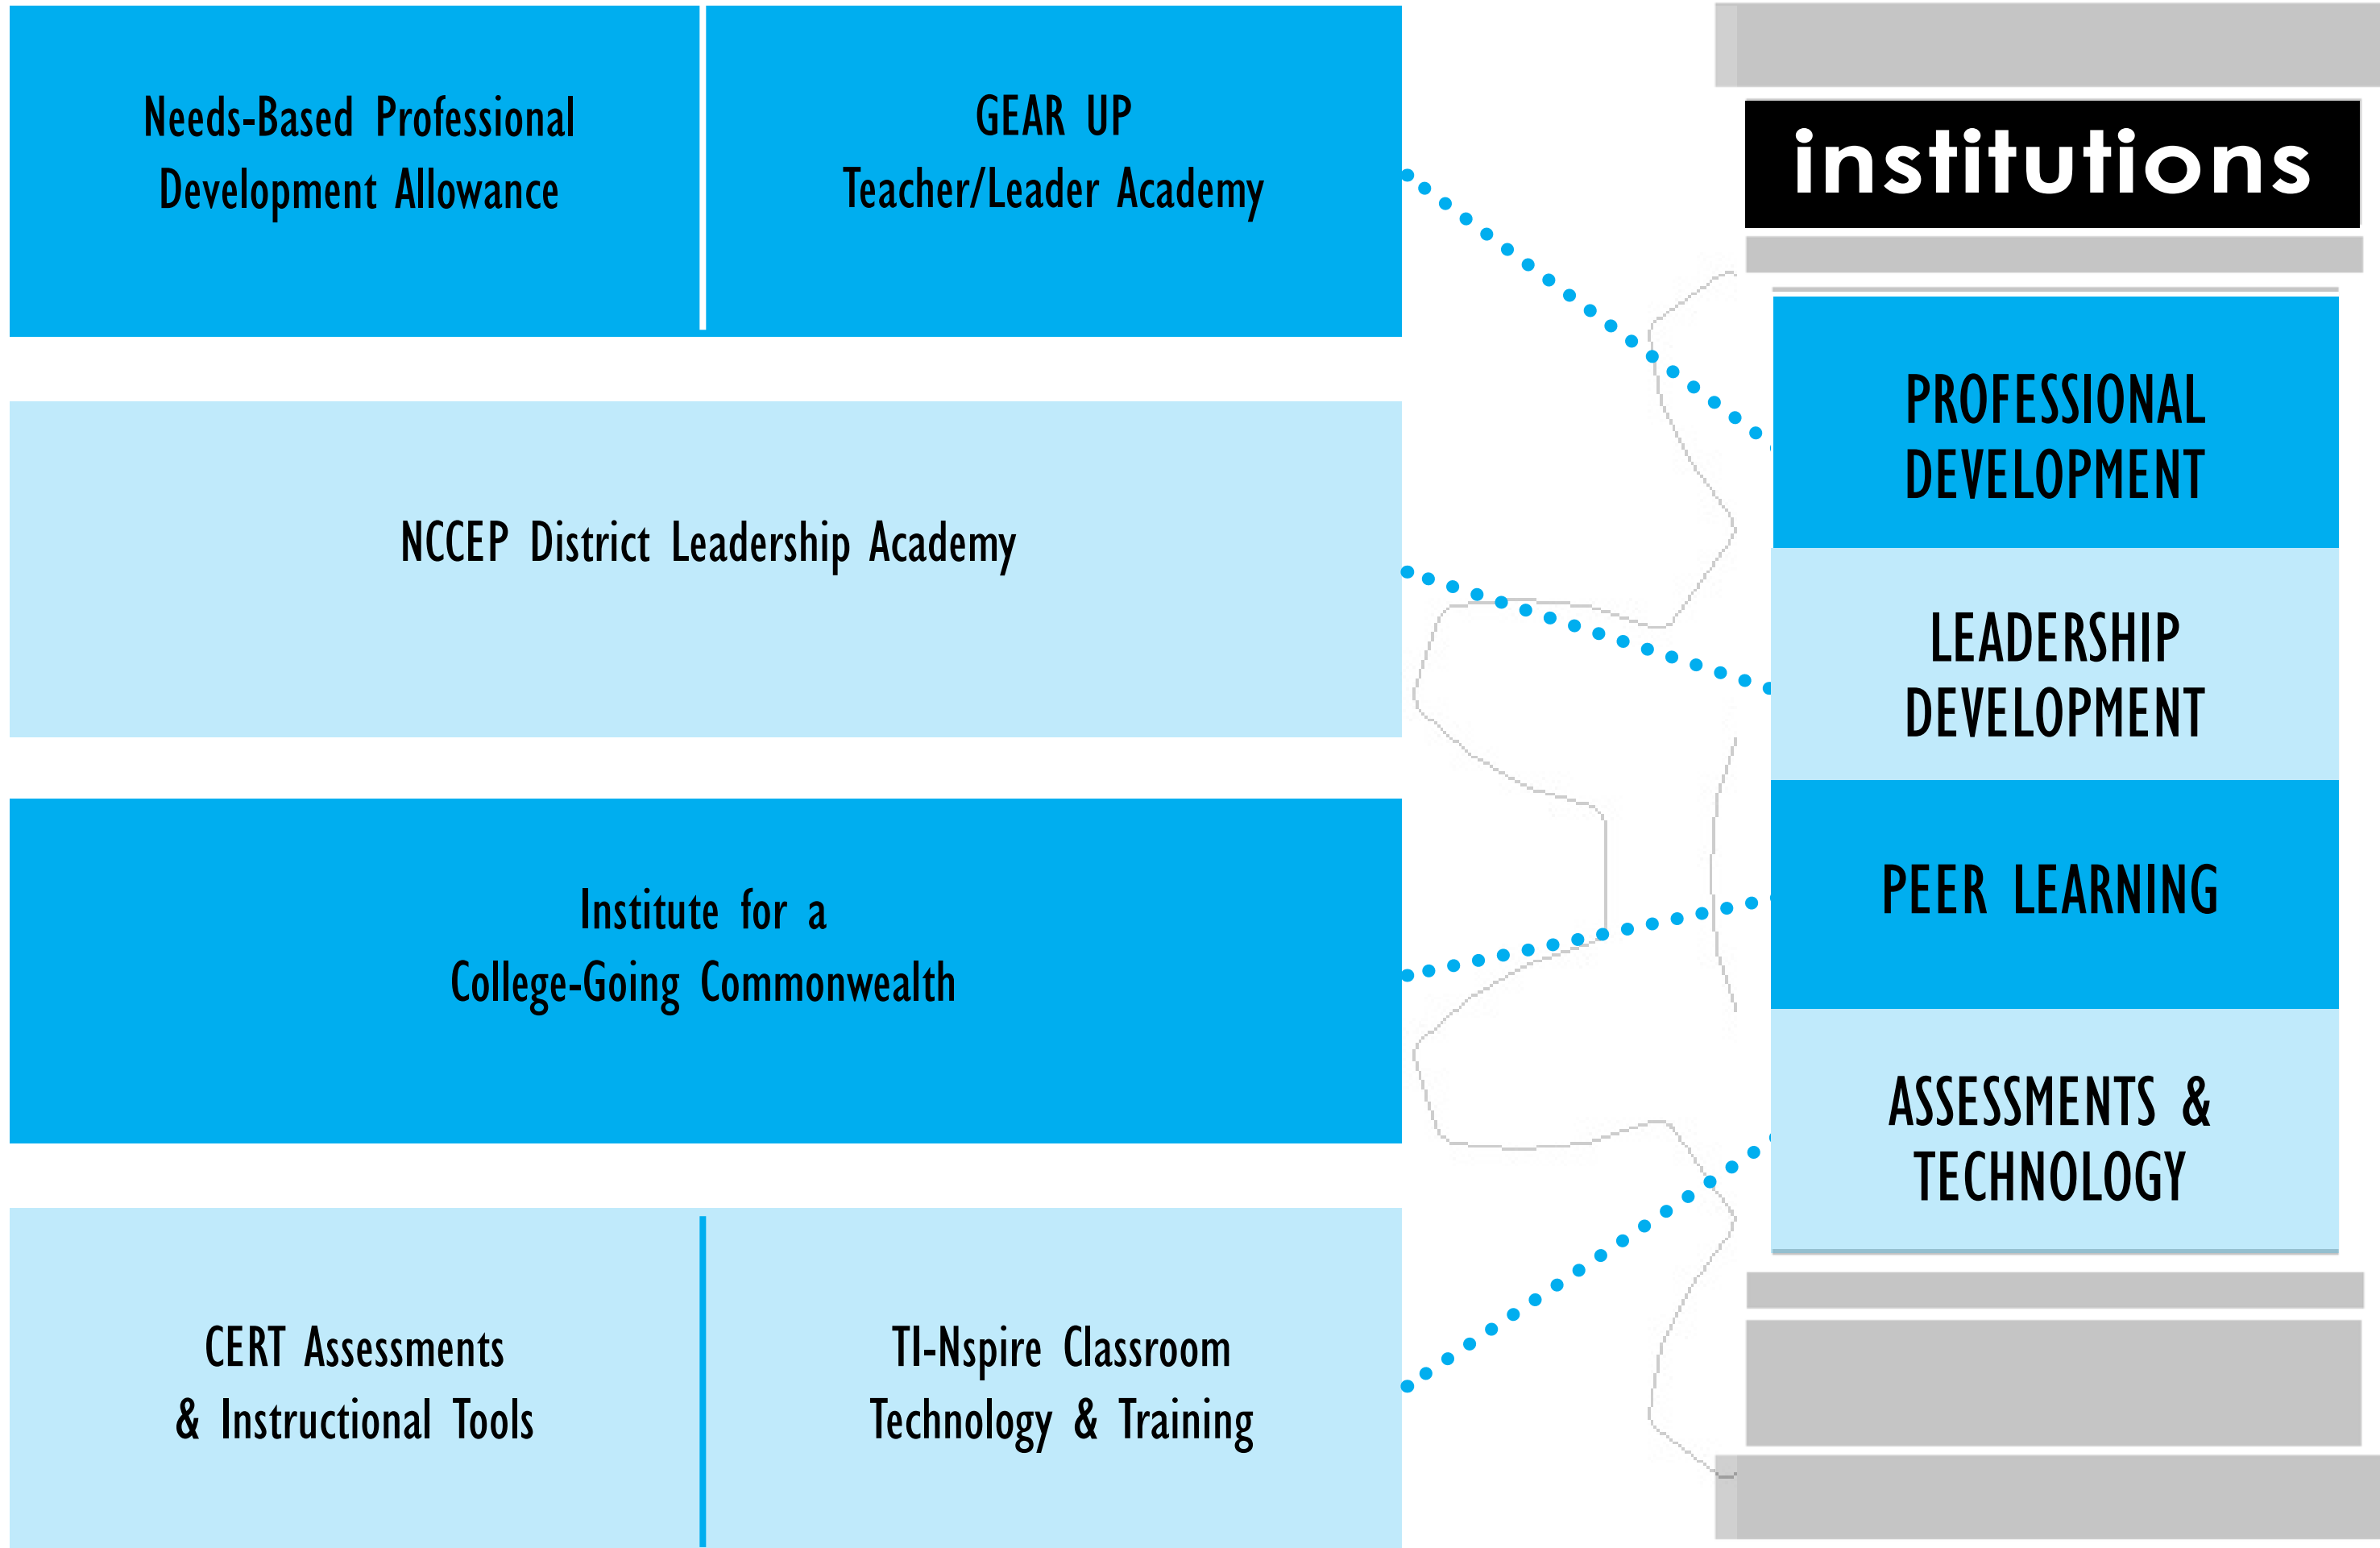 Needs-Based Professional
Development Allowance
GEAR UP
Teacher/Leader Academy
institutions
PROFESSIONAL
DEVELOPMENT
NCCEP District Leadership Academy
LEADERSHIP
DEVELOPMENT
Institute for a
College-Going Commonwealth
PEER LEARNING
CERT Assessments
& Instructional Tools
TI-Nspire Classroom
Technology & Training
ASSESSMENTS &
TECHNOLOGY